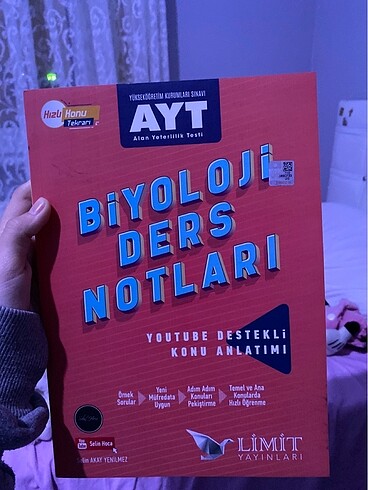 Hızlı Konu
Tekrarı
YÜKSEKÖĞRETİM KURUMLARI SINAVI
AYT
Alan Yeterlilik Testi
BİYOLOJİ
DERS
NOTLARI
YOUTUBE DESTEKLİ
KONU ANLATIMI
Örnek Sorular
Yeni Müfredata Uygun
Adım Adım Konuları Pekiştirme
Temel ve Ana Konularda Hızlı Öğrenme
Selin Hoca
AKAY YENİLMEZ
LİMİT
YAYINLARI